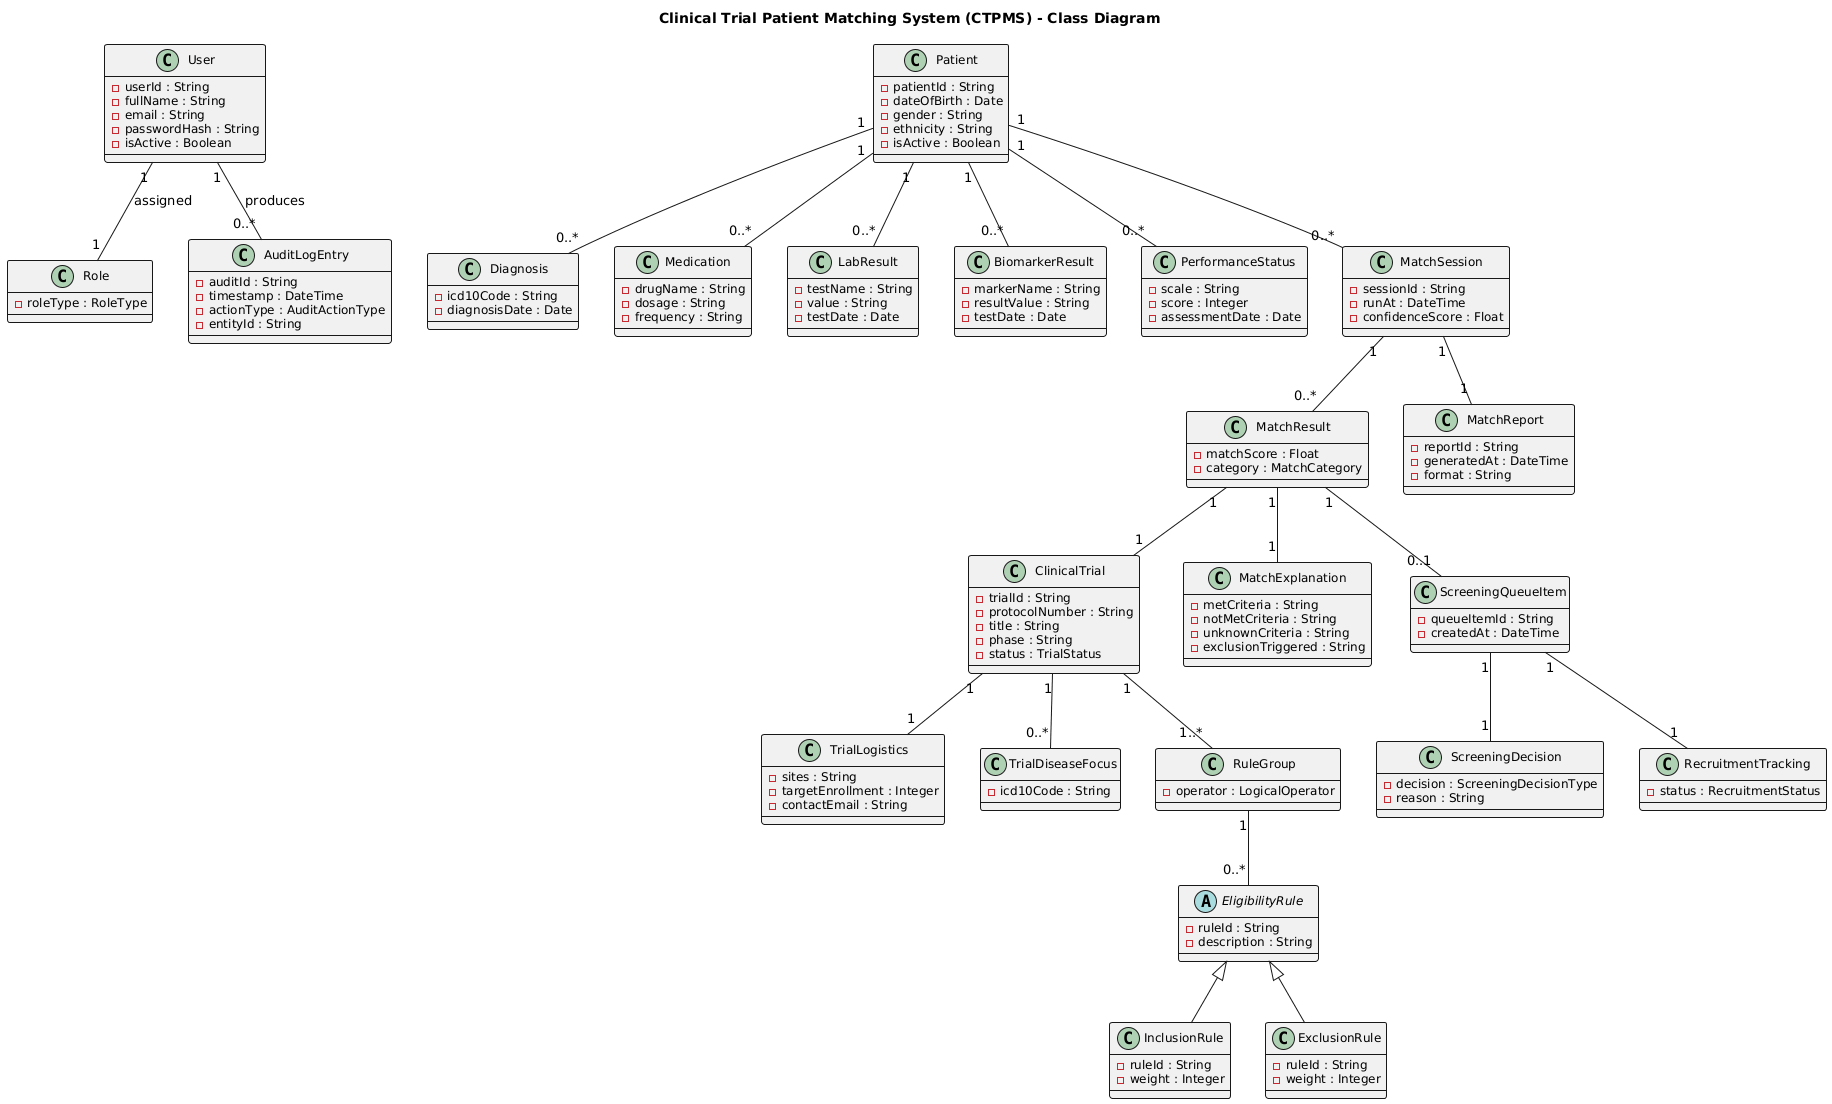 Clinical Trial Patient Matching System (CTPMS) - Class Diagram
C User
userId : String
fullName : String
email : String
passwordHash : String
isActive : Boolean
C Patient
patientId : String
dateOfBirth : Date
gender : String
ethnicity : String
isActive : Boolean
1
assigned
1
1
produces
0..*
1
0..*
1
0..*
1
0..*
1
0..*
1
0..*
1
0..*
C Role
roleType : RoleType
C AuditLogEntry
auditId : String
timestamp : DateTime
actionType : AuditActionType
entityId : String
C Diagnosis
icd10Code : String
diagnosisDate : Date
C Medication
drugName : String
dosage : String
frequency : String
C LabResult
testName : String
value : String
testDate : Date
C BiomarkerResult
markerName : String
resultValue : String
testDate : Date
C PerformanceStatus
scale : String
score : Integer
assessmentDate : Date
C MatchSession
sessionId : String
runAt : DateTime
confidenceScore : Float
1
0..*
1
1
C MatchResult
matchScore : Float
category : MatchCategory
C MatchReport
reportId : String
generatedAt : DateTime
format : String
1
1
1
1
1
0..1
C ClinicalTrial
trialId : String
protocolNumber : String
title : String
phase : String
status : TrialStatus
C MatchExplanation
metCriteria : String
notMetCriteria : String
unknownCriteria : String
exclusionTriggered : String
C ScreeningQueueItem
queueItemId : String
createdAt : DateTime
1
1
1
0..*
1
1..*
1
1
1
1
C TrialLogistics
sites : String
targetEnrollment : Integer
contactEmail : String
C TrialDiseaseFocus
icd10Code : String
C RuleGroup
operator : LogicalOperator
C ScreeningDecision
decision : ScreeningDecisionType
reason : String
C RecruitmentTracking
status : RecruitmentStatus
1
0..*
A EligibilityRule
ruleId : String
description : String
C InclusionRule
ruleId : String
weight : Integer
C ExclusionRule
ruleId : String
weight : Integer